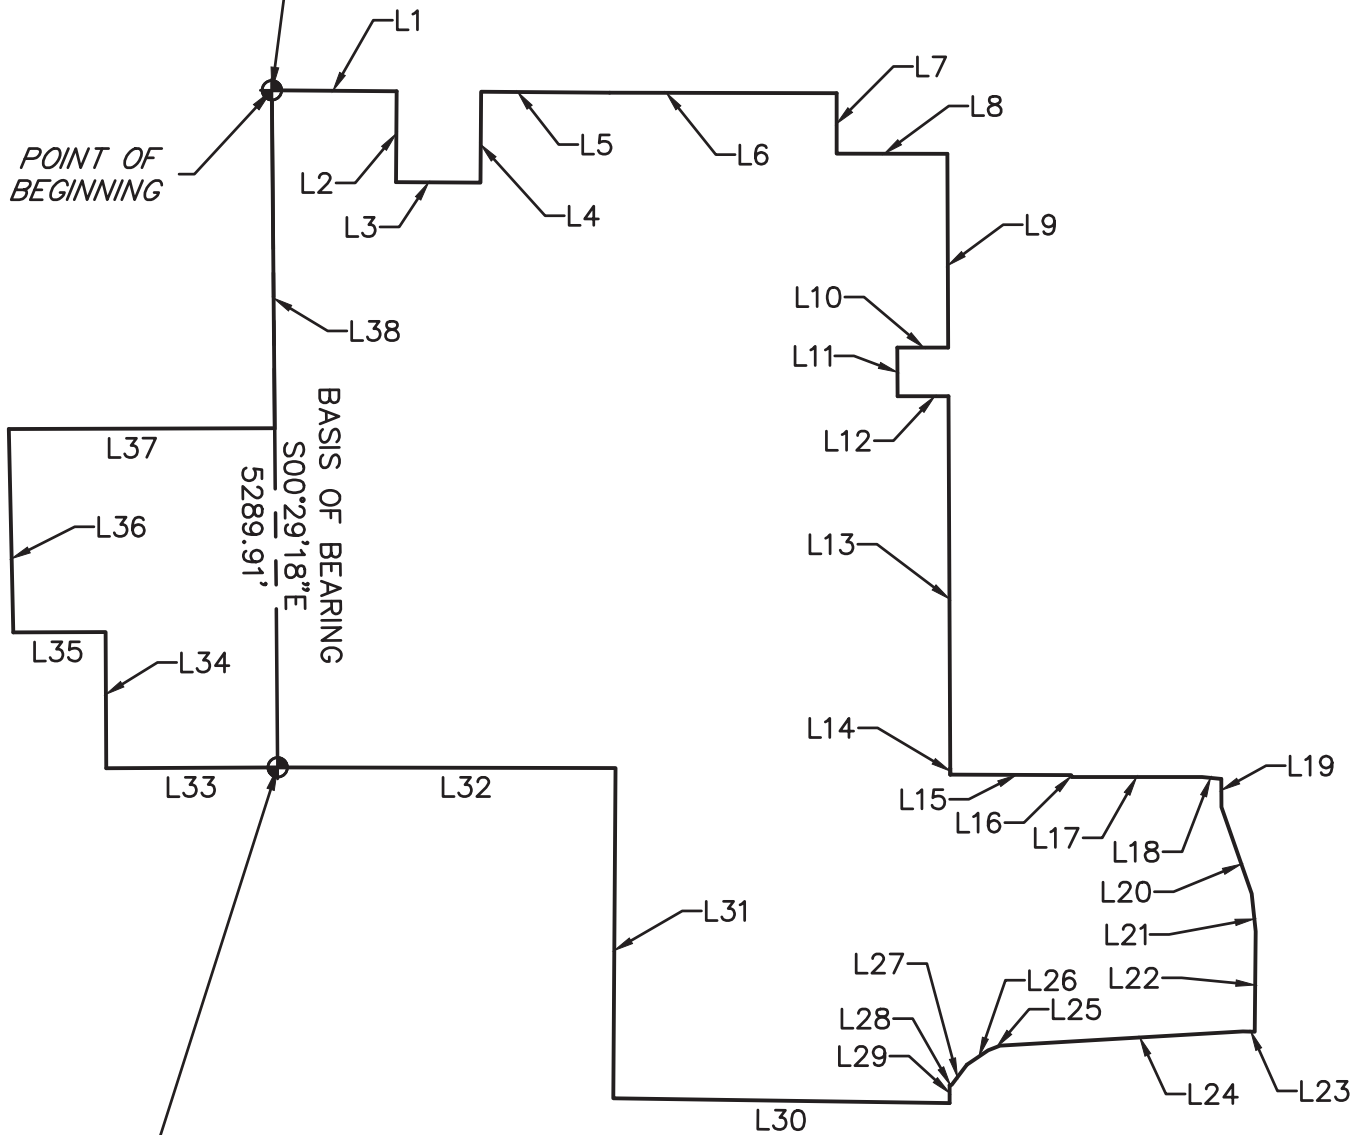 L1
L7
L8
POINT OF
BEGINNING
L2
L3
L4
L5
L6
L9
L10
L38
L11
L37
L12
BASIS OF BEARING
S00°29'18"E
5289.91'
L36
L13
L35
L34
L14
L33
L32
L15
L16
L17
L18
L19
L20
L31
L21
L27
L26
L22
L28
L25
L29
L24
L23
L30